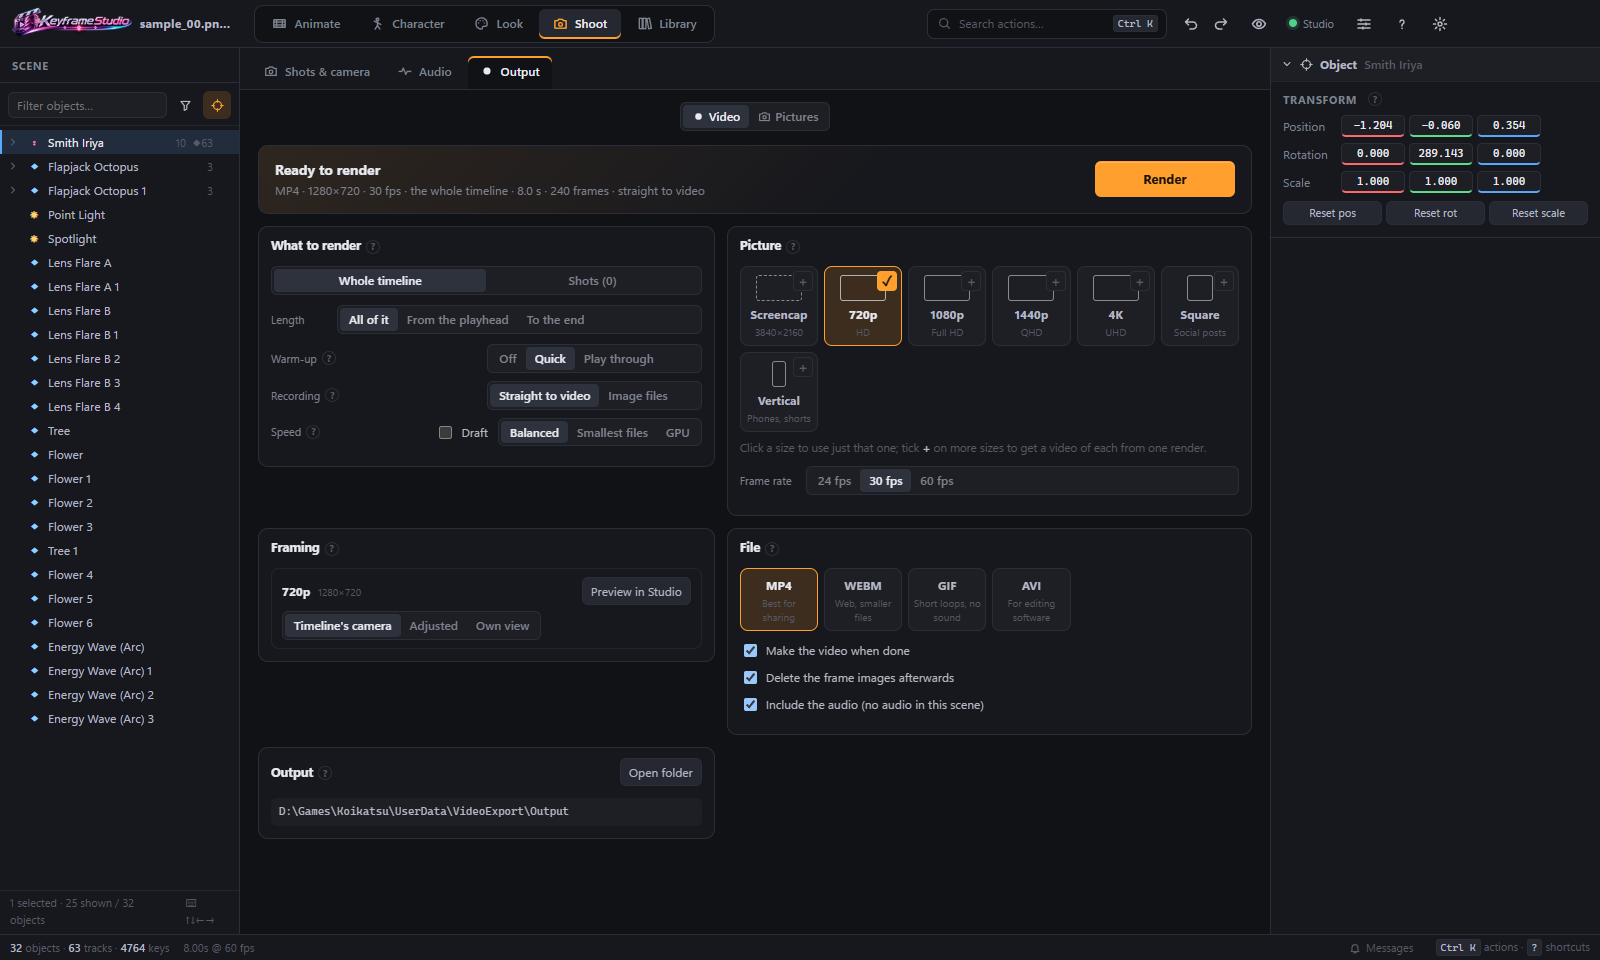 KeyframeStudio
sample_00.pn...
Animate
Character
Look
Shoot
Library
Search actions...
Ctrl K
Studio
?
SCENE
Filter objects...
Smith Iriya 10 63
Flapjack Octopus 3
Flapjack Octopus 1 3
Point Light
Spotlight
Lens Flare A
Lens Flare A 1
Lens Flare B
Lens Flare B 1
Lens Flare B 2
Lens Flare B 3
Lens Flare B 4
Tree
Flower
Flower 1
Flower 2
Flower 3
Tree 1
Flower 4
Flower 5
Flower 6
Energy Wave (Arc)
Energy Wave (Arc) 1
Energy Wave (Arc) 2
Energy Wave (Arc) 3
1 selected · 25 shown / 32
objects
↑↓←→
Shots & camera
Audio
Output
Video
Pictures
Ready to render
MP4 · 1280×720 · 30 fps · the whole timeline · 8.0 s · 240 frames · straight to video
Render
What to render ?
Whole timeline
Shots (0)
Length
All of it
From the playhead
To the end
Warm-up ?
Off
Quick
Play through
Recording ?
Straight to video
Image files
Speed ?
Draft
Balanced
Smallest files
GPU
Picture ?
+
Screencap
3840×2160
720p
HD
+
1080p
Full HD
+
1440p
QHD
+
4K
UHD
+
Square
Social posts
+
Vertical
Phones, shorts
Click a size to use just that one; tick + on more sizes to get a video of each from one render.
Frame rate
24 fps
30 fps
60 fps
Framing ?
720p 1280×720
Preview in Studio
Timeline's camera
Adjusted
Own view
File ?
MP4
Best for
sharing
WEBM
Web, smaller
files
GIF
Short loops, no
sound
AVI
For editing
software
Make the video when done
Delete the frame images afterwards
Include the audio (no audio in this scene)
Output ?
Open folder
D:\Games\Koikatsu\UserData\VideoExport\Output
Object Smith Iriya
TRANSFORM ?
Position −1.204 −0.060 0.354
Rotation 0.000 289.143 0.000
Scale 1.000 1.000 1.000
Reset pos
Reset rot
Reset scale
32 objects · 63 tracks · 4764 keys 8.00s @ 60 fps
Messages
Ctrl K actions · ? shortcuts